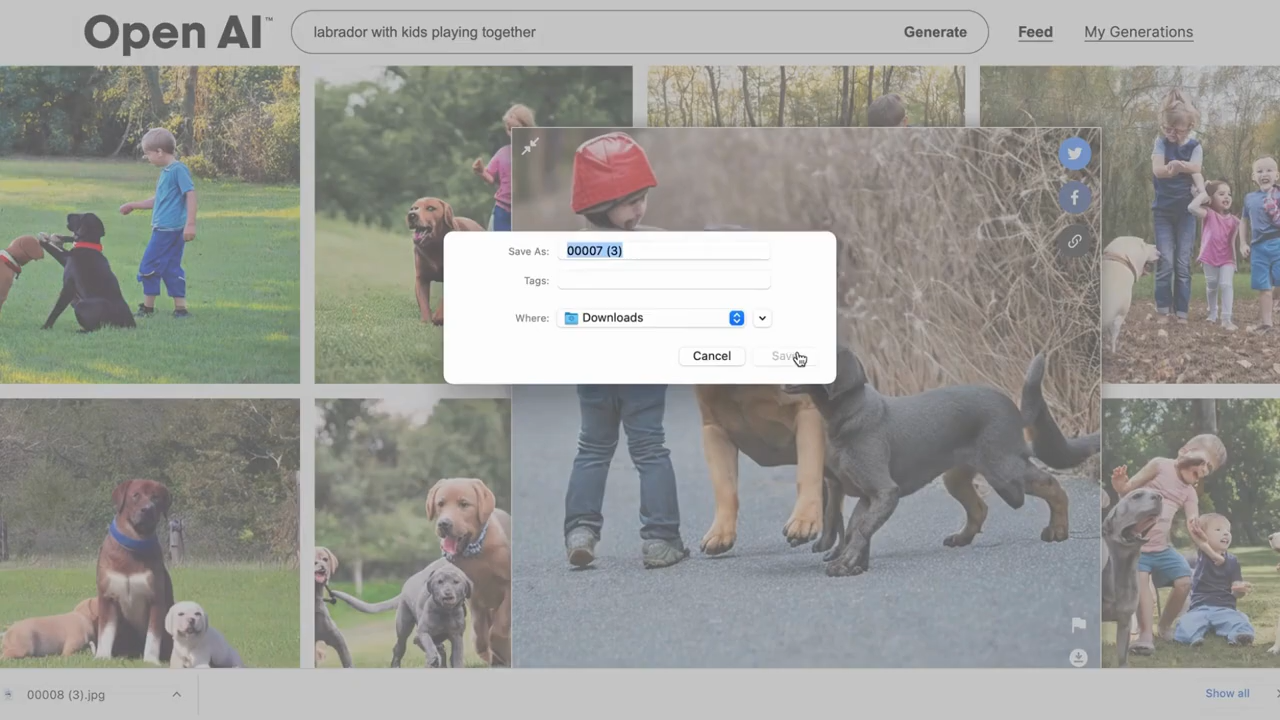 Open AI™
labrador with kids playing together
Generate
Feed
My Generations
Save As: 00007 (3)
Tags:
Where: Downloads
Cancel
Save
00008 (3).jpg
Show all